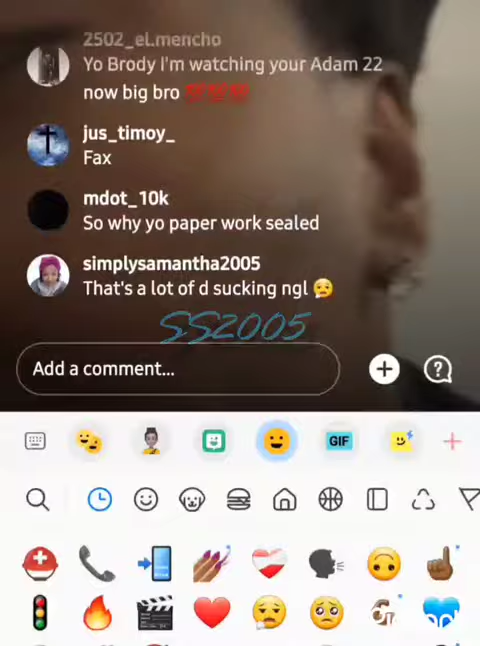 2502_el.mencho
Yo Brody I'm watching your Adam 22
now big bro 💯💯💯
jus_timoy_
Fax
mdot_10k
So why yo paper work sealed
simplysamantha2005
That's a lot of d sucking ngl 😮‍💨
SS2005
Add a comment...
GIF